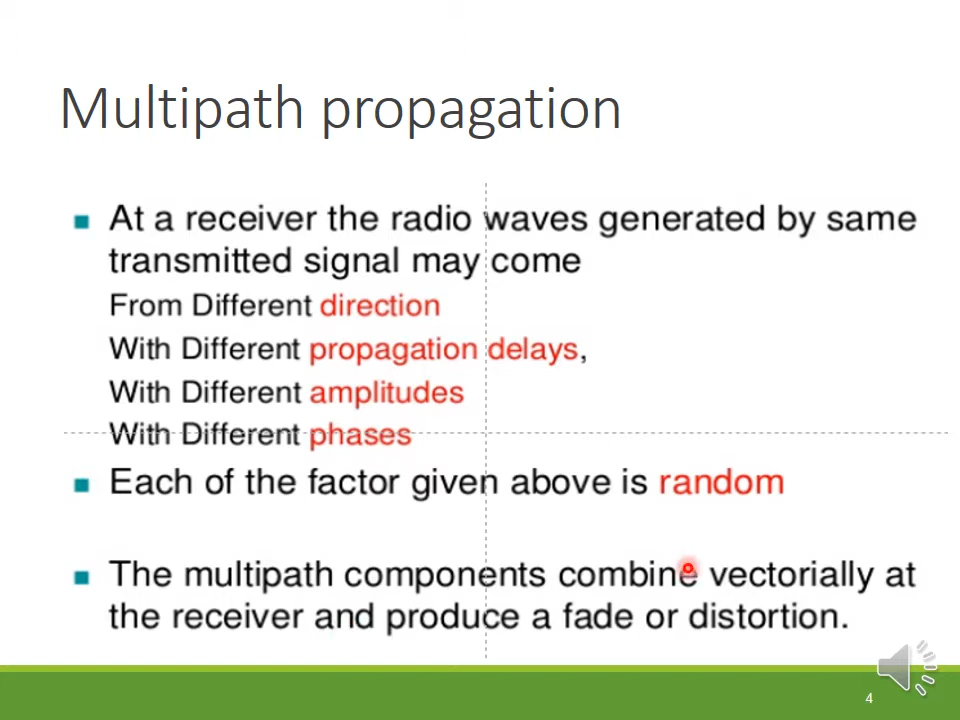 Multipath propagation
At a receiver the radio waves generated by same
transmitted signal may come
From Different direction
With Different propagation delays,
With Different amplitudes
With Different phases
Each of the factor given above is random
The multipath components combine vectorially at
the receiver and produce a fade or distortion.
4